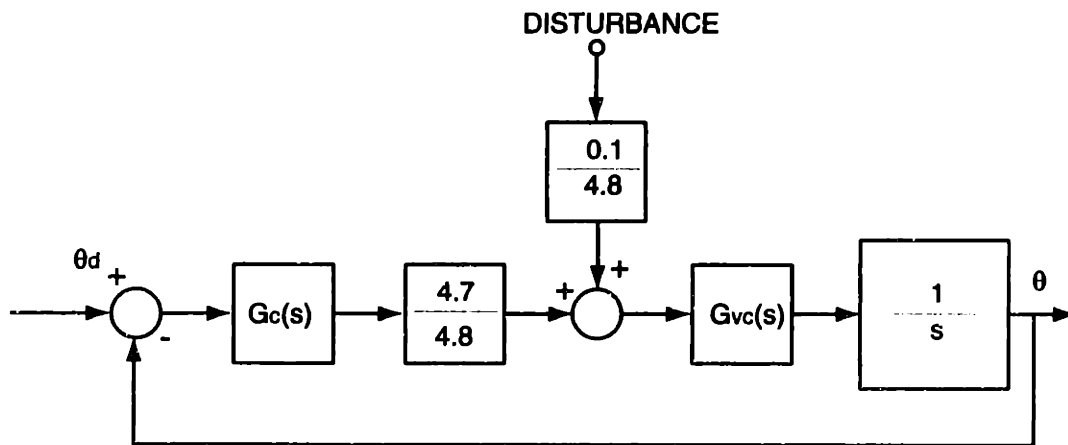 DISTURBANCE
0.1
4.8
θd
+
-
Gc(s)
4.7
4.8
+
+
Gvc(s)
1
s
θ